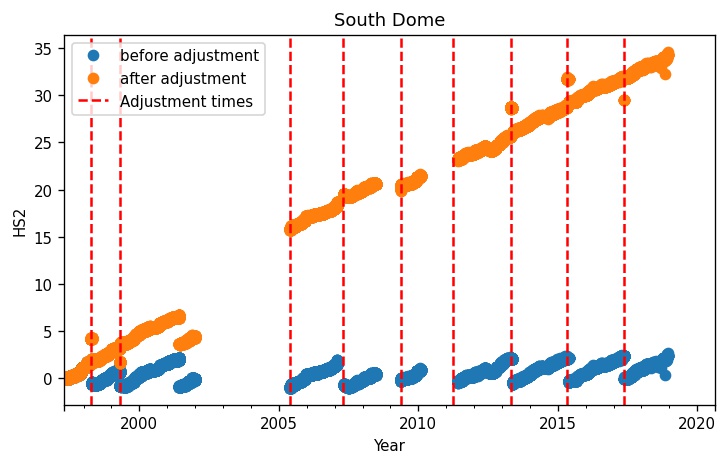 South Dome
before adjustment
after adjustment
Adjustment times
HS2
35
30
25
20
15
10
5
0
2000
2005
2010
2015
2020
Year